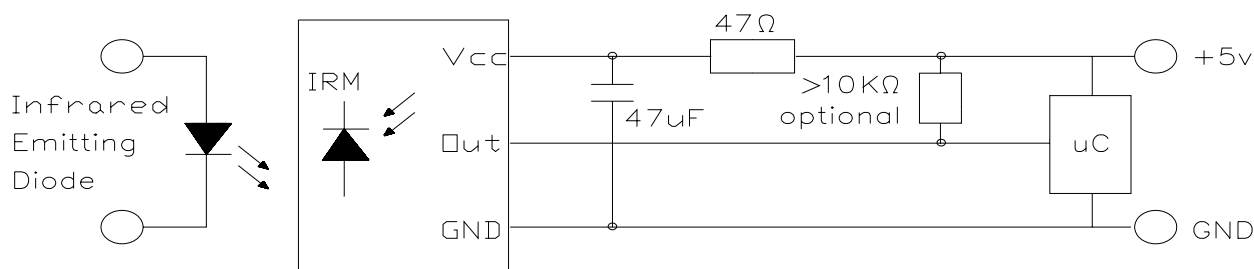 Infrared
Emitting
Diode
IRM
Vcc
Out
GND
47uF
47Ω
>10KΩ
optional
uC
+5v
GND